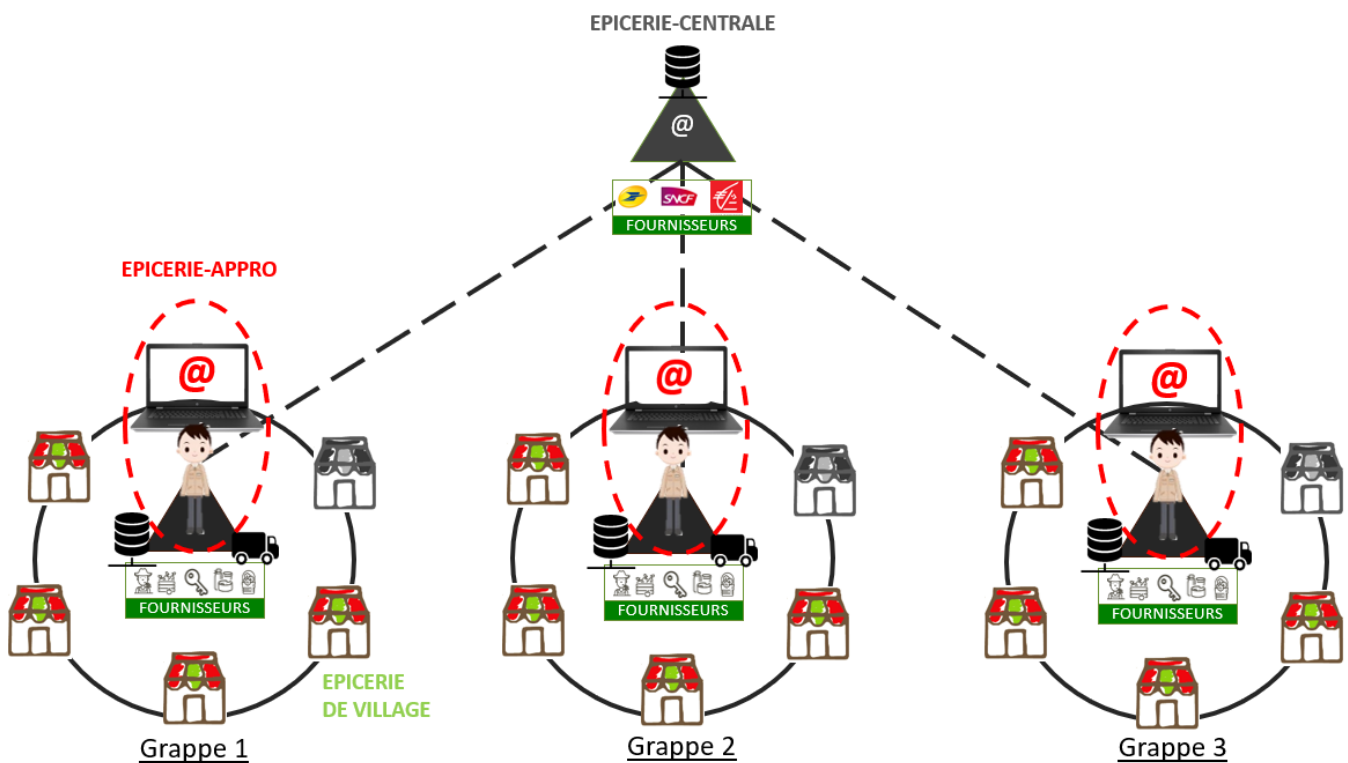 EPICERIE-CENTRALE
@
SNCF
FOURNISSEURS
EPICERIE-APPRO
@
@
@
FOURNISSEURS
FOURNISSEURS
FOURNISSEURS
EPICERIE
DE VILLAGE
Grappe 1
Grappe 2
Grappe 3